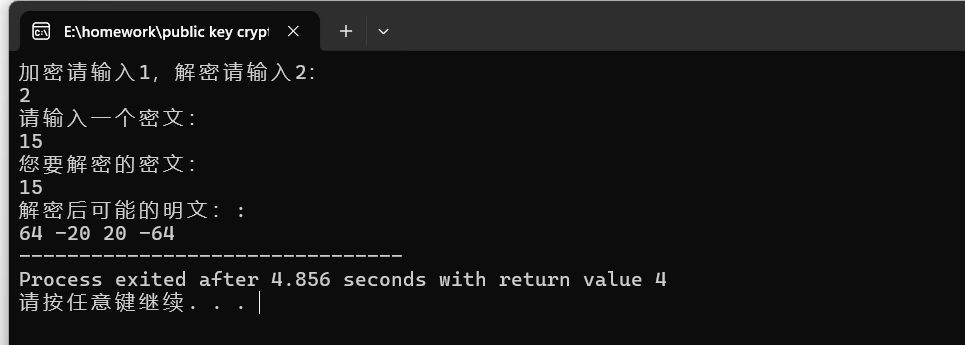 E:\homework\public key crypt
加密请输入1，解密请输入2：
2
请输入一个密文：
15
您要解密的密文：
15
解密后可能的明文：：
64 -20 20 -64
--------------------------------
Process exited after 4.856 seconds with return value 4
请按任意键继续. . .